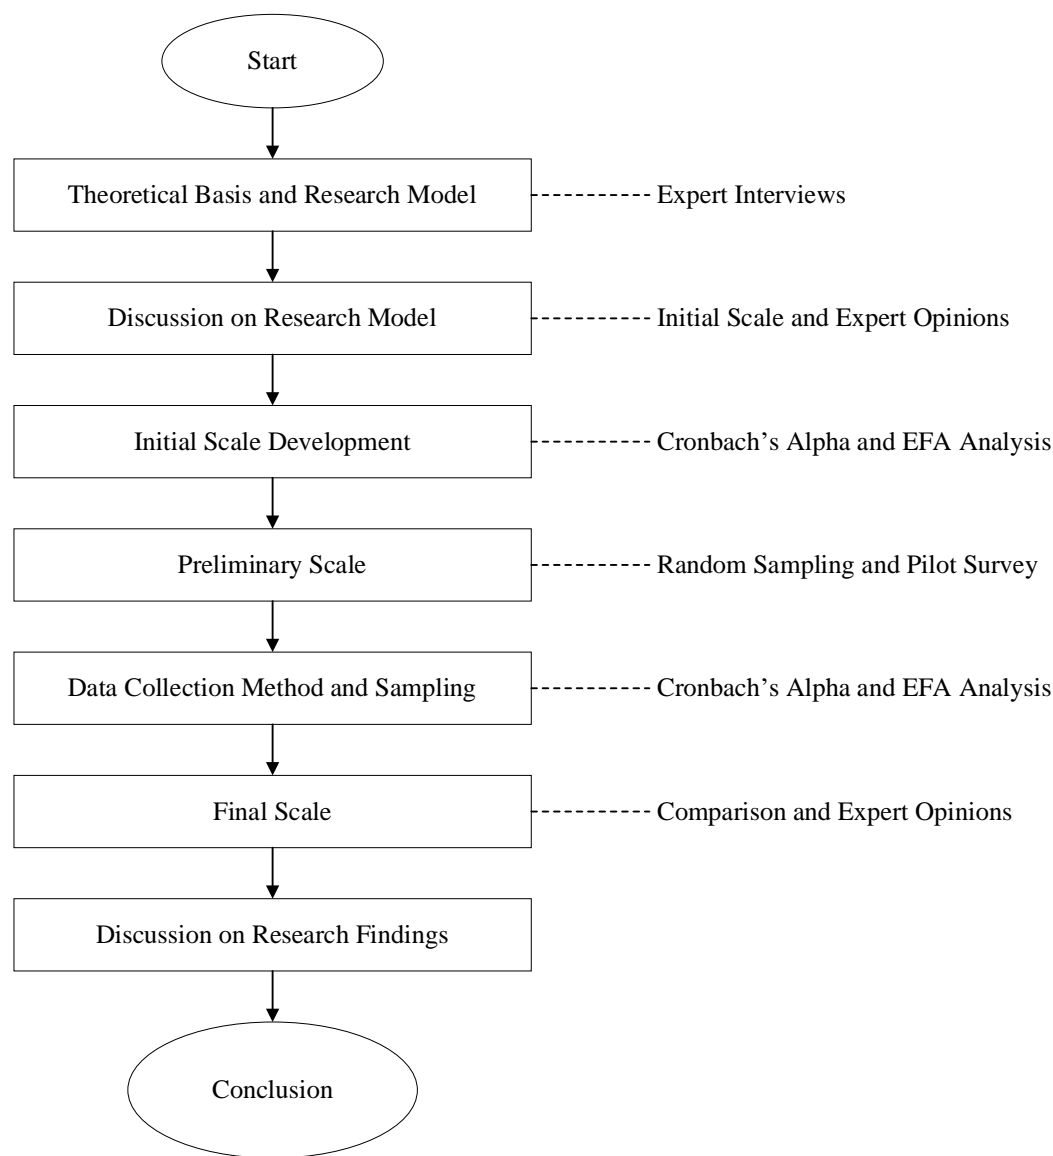 Start
Theoretical Basis and Research Model
Expert Interviews
Discussion on Research Model
Initial Scale and Expert Opinions
Initial Scale Development
Cronbach’s Alpha and EFA Analysis
Preliminary Scale
Random Sampling and Pilot Survey
Data Collection Method and Sampling
Cronbach’s Alpha and EFA Analysis
Final Scale
Comparison and Expert Opinions
Discussion on Research Findings
Conclusion